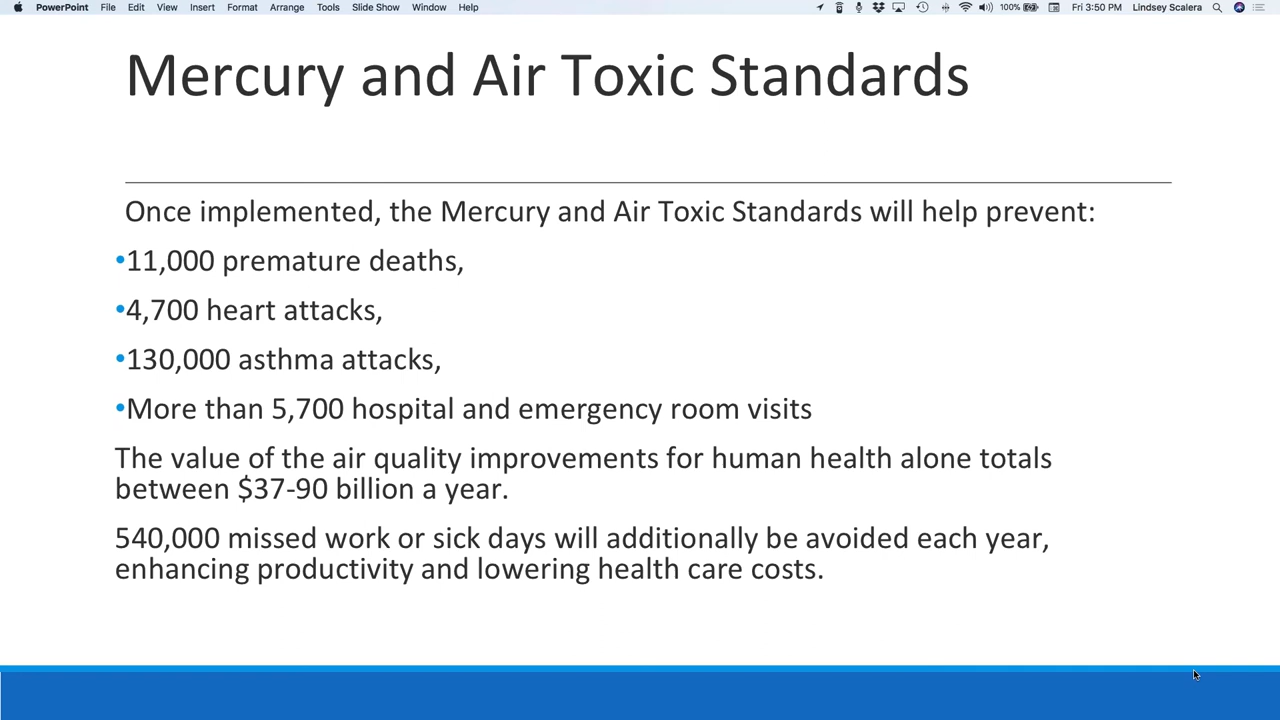 PowerPoint File Edit View Insert Format Arrange Tools Slide Show Window Help 100% Fri 3:50 PM Lindsey Scalera
Mercury and Air Toxic Standards
Once implemented, the Mercury and Air Toxic Standards will help prevent:
•11,000 premature deaths,
•4,700 heart attacks,
•130,000 asthma attacks,
•More than 5,700 hospital and emergency room visits
The value of the air quality improvements for human health alone totals
between $37-90 billion a year.
540,000 missed work or sick days will additionally be avoided each year,
enhancing productivity and lowering health care costs.